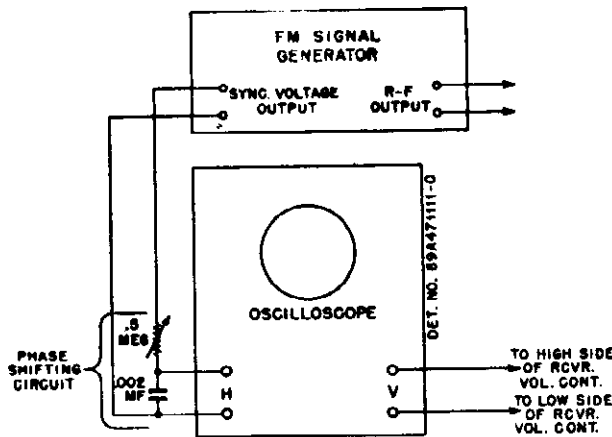 FM SIGNAL
GENERATOR
SYNC. VOLTAGE
OUTPUT
R-F
OUTPUT
DET. NO. 89A471111-0
OSCILLOSCOPE
.5
MEG
PHASE
SHIFTING
CIRCUIT
.002
MF
H
V
TO HIGH SIDE
OF RCVR.
VOL. CONT.
TO LOW SIDE
OF RCVR.
VOL. CONT.